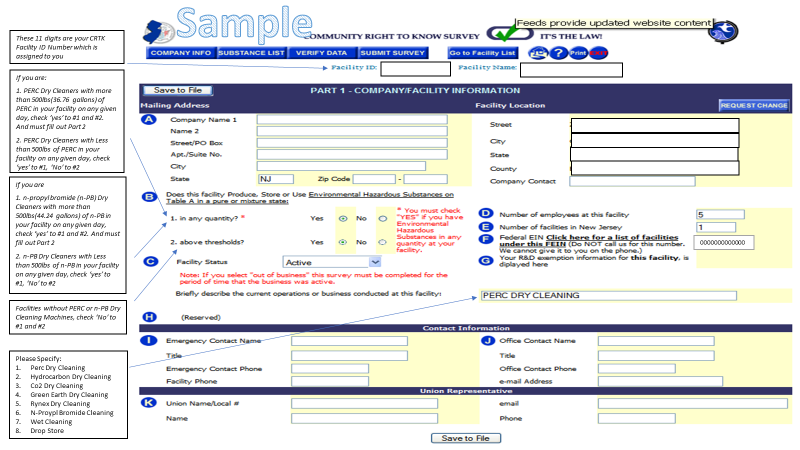 Sample
Feeds provide updated website content
COMMUNITY RIGHT TO KNOW SURVEY IT'S THE LAW!
COMPANY INFO SUBSTANCE LIST VERIFY DATA SUBMIT SURVEY Go to Facility List ? Print
Facility ID: Facility Name:
These 11 digits are your CRTK
Facility ID Number which is
assigned to you
If you are:
1. PERC Dry Cleaners with more
than 500lbs(36.76 gallons) of
PERC in your facility on any given
day, check 'yes' to #1 and #2.
And must fill out Part 2
2. PERC Dry Cleaners with Less
than 500lbs of PERC in your
facility on any given day, check
'yes' to #1, 'No' to #2
If you are
1. n-propyl bromide (n-PB) Dry
Cleaners with more than
500lbs(44.24 gallons) of n-PB in
your facility on any given day,
check 'yes' to #1 and #2. And must
fill out Part 2
2. n-PB Dry Cleaners with Less
than 500lbs of n-PB in your facility
on any given day, check 'yes' to
#1, 'No' to #2
Facilities without PERC or n-PB Dry
Cleaning Machines, check 'No' to
#1 and #2
Please Specify:
1. Perc Dry Cleaning
2. Hydrocarbon Dry Cleaning
3. Co2 Dry Cleaning
4. Green Earth Dry Cleaning
5. Rynex Dry Cleaning
6. N-Proypl Bromide Cleaning
7. Wet Cleaning
8. Drop Store
Save to File PART 1 - COMPANY/FACILITY INFORMATION
Mailing Address Facility Location REQUEST CHANGE
A Company Name 1
Name 2
Street/PO Box
Apt./Suite No.
City
State NJ Zip Code -
Street
City
State
County
Company Contact
B Does this facility Produce, Store or Use Environmental Hazardous Substances on
Table A in a pure or mixture state:
1. in any quantity? * Yes No
2. above thresholds? Yes No
* You must check
"YES" if you have
Environmental
Hazardous
Substances in any
quantity at your
facility.
C Facility Status Active
Note: If you select "out of business" this survey must be completed for the
period of time that the business was active.
Briefly describe the current operations or business conducted at this facility: PERC DRY CLEANING
D Number of employees at this facility 5
E Number of facilities in New Jersey 1
F Federal EIN Click here for a list of facilities
under this FEIN (Do NOT call us for this number.
We cannot give it to you on the phone.)
000000000000
G Your R&D exemption information for this facility, is
diplayed here
H (Reserved)
Contact Information
I Emergency Contact Name
Title
Emergency Contact Phone
Facility Phone
J Office Contact Name
Title
Office Contact Phone
e-mail Address
Union Representative
K Union Name/Local # email
Name Phone
Save to File